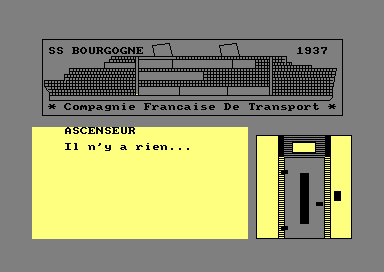 SS BOURGOGNE 1937
* Compagnie Francaise De Transport *
ASCENSEUR
Il n'y a rien...